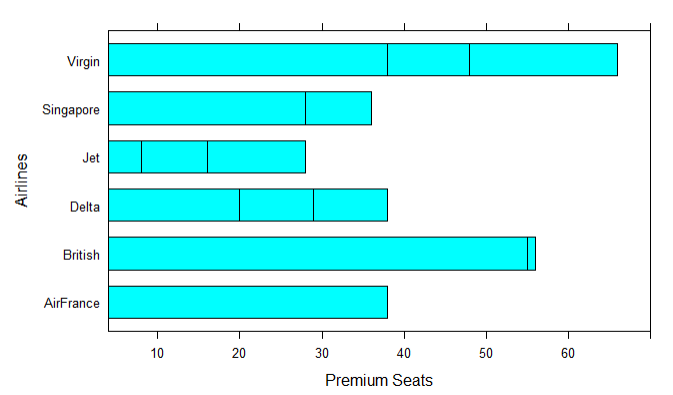 Virgin
Singapore
Jet
Delta
British
AirFrance
Airlines
10 20 30 40 50 60
Premium Seats